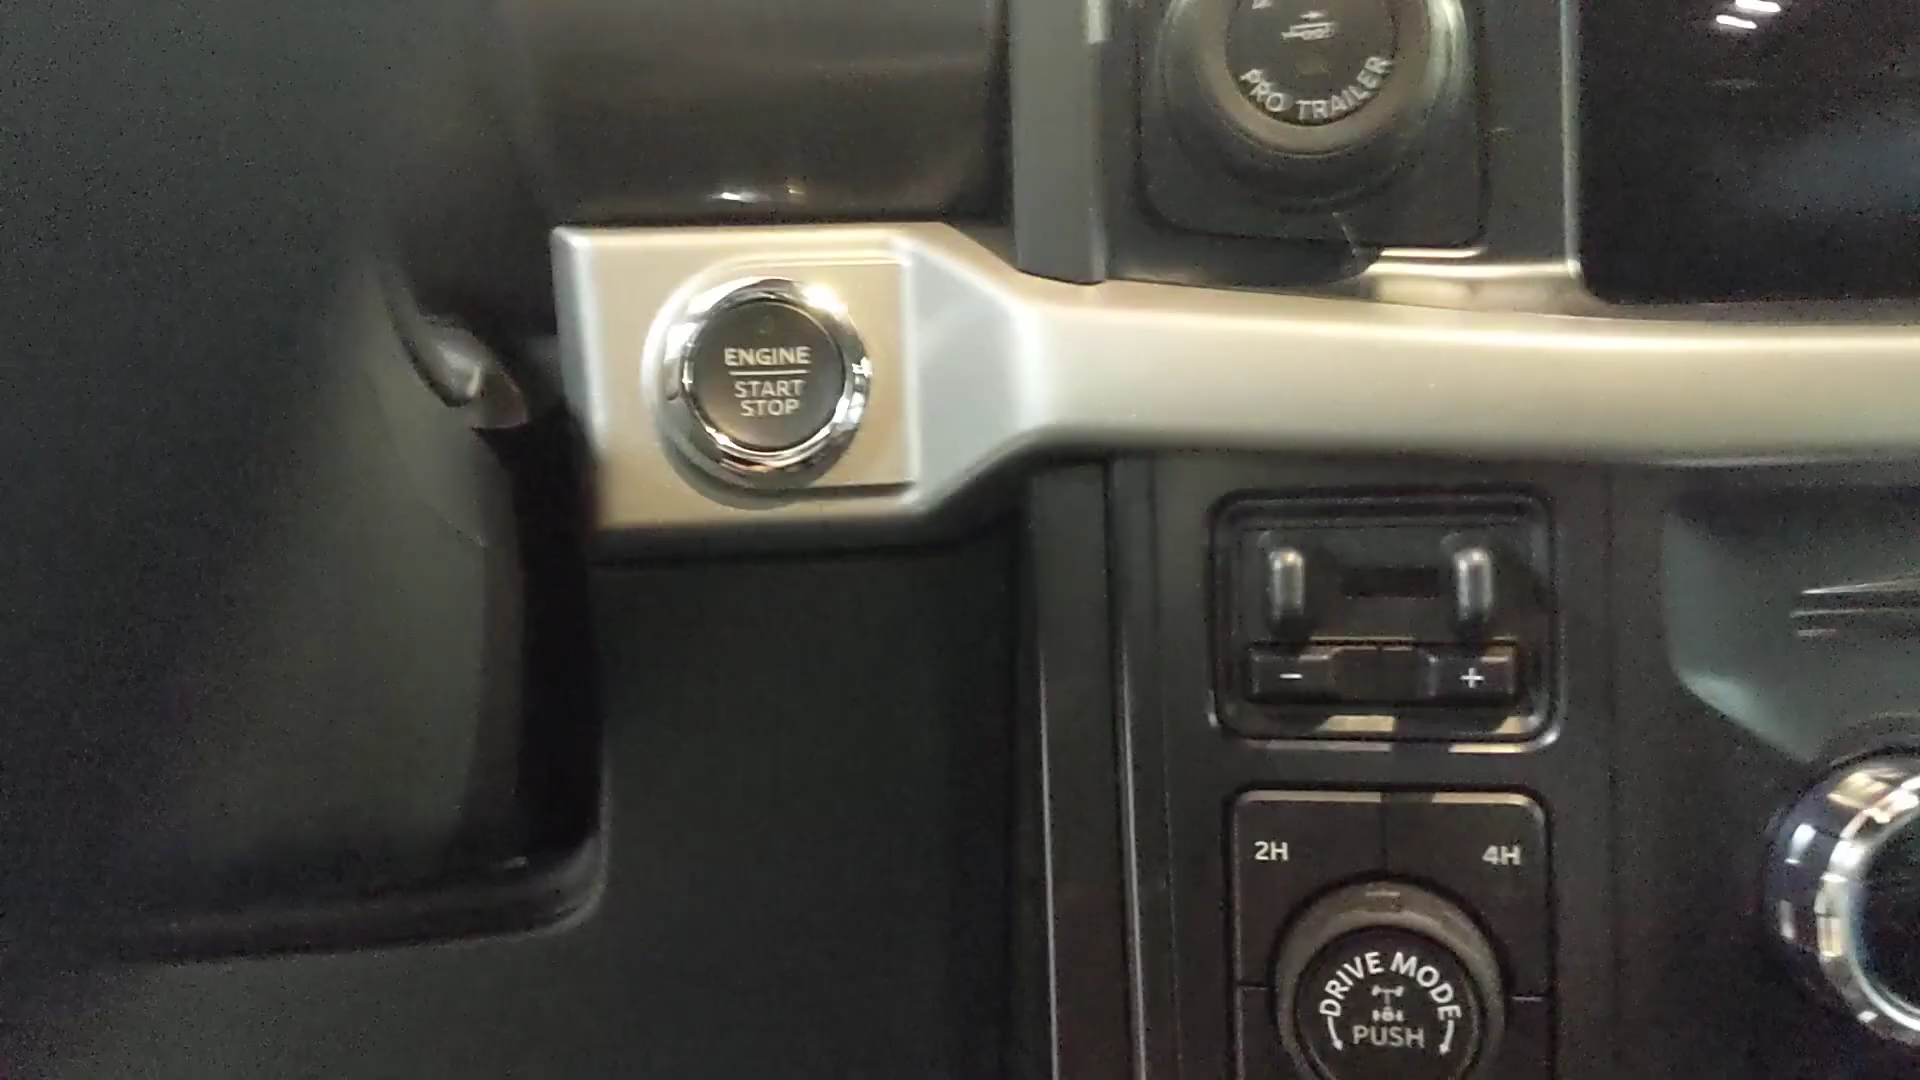 PRO TRAILER
ENGINE
START
STOP
- +
2H 4H
DRIVE MODE
PUSH